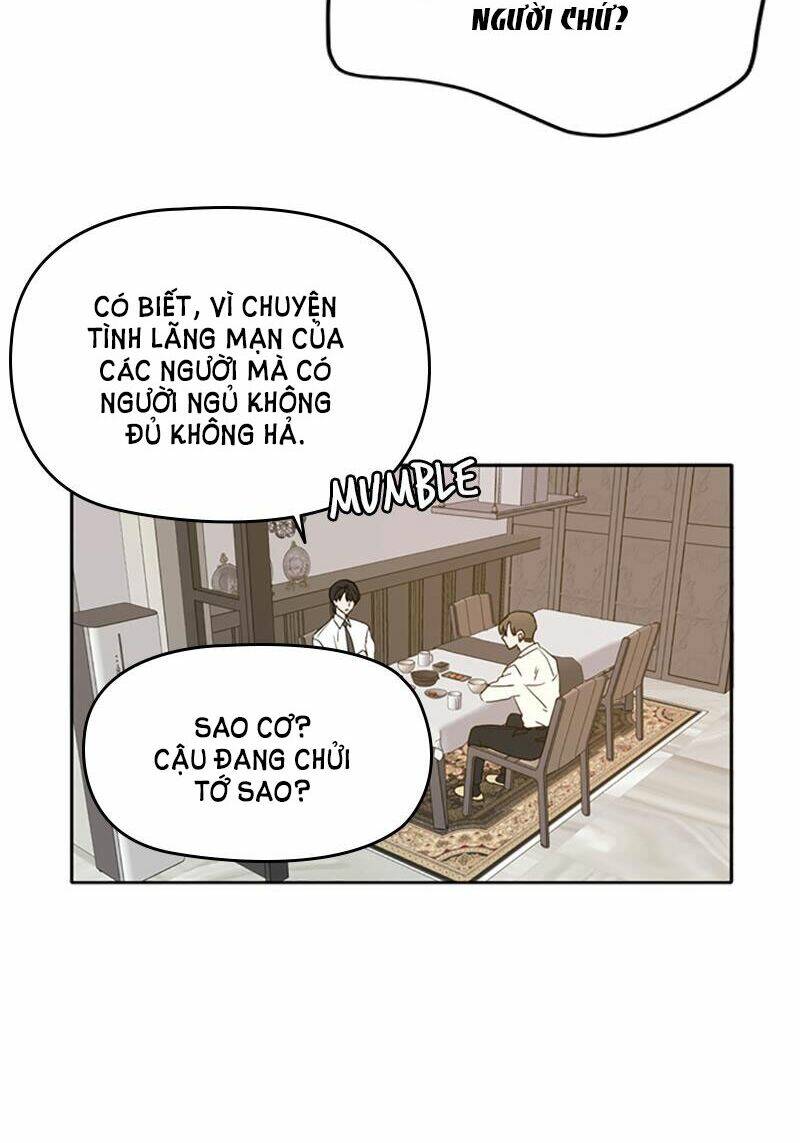 NGƯỜI CHỨ?
CÓ BIẾT, VÌ CHUYỆN
TÌNH LÃNG MẠN CỦA
CÁC NGƯỜI MÀ CÓ
NGƯỜI NGỦ KHÔNG
ĐỦ KHÔNG HẢ.
MUMBLE
SAO CƠ?
CẬU ĐANG CHỬI
TỚ SAO?